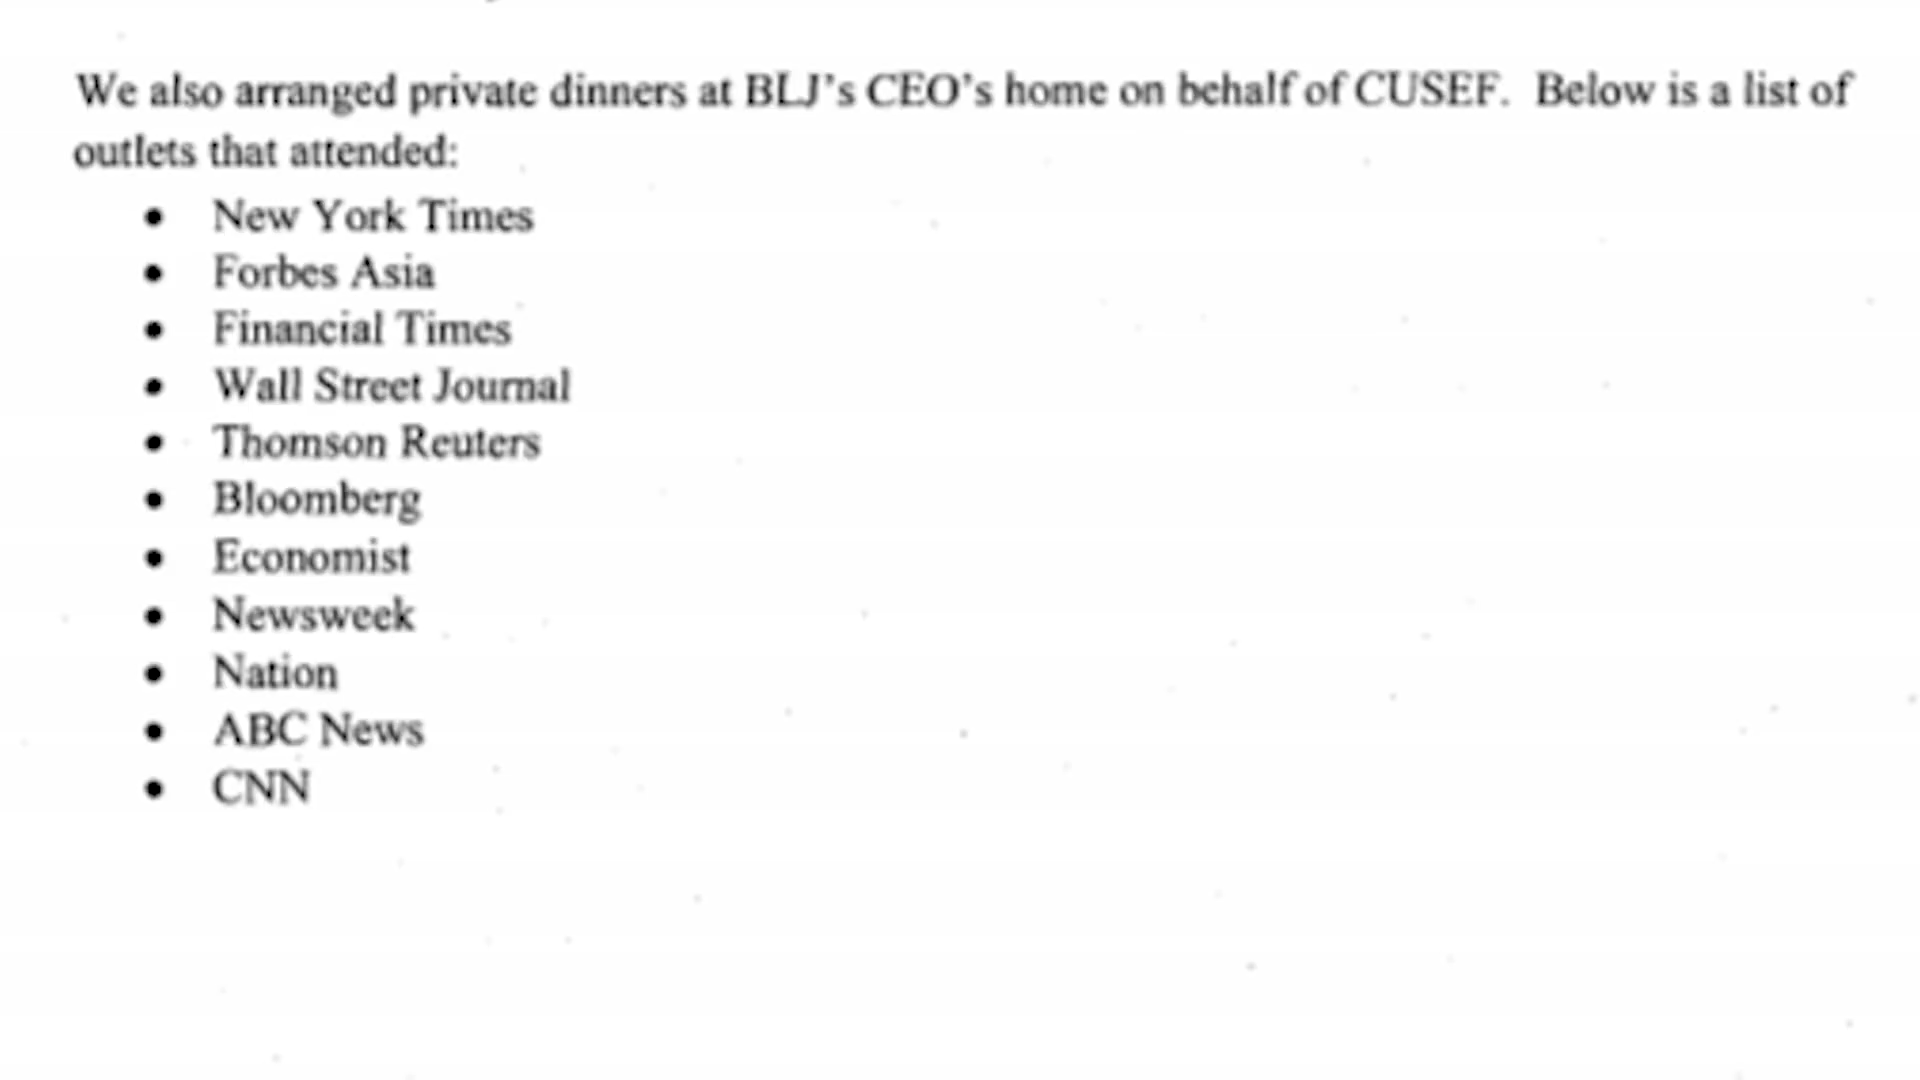 We also arranged private dinners at BLJ's CEO's home on behalf of CUSEF. Below is a list of
outlets that attended:
• New York Times
• Forbes Asia
• Financial Times
• Wall Street Journal
• Thomson Reuters
• Bloomberg
• Economist
• Newsweek
• Nation
• ABC News
• CNN